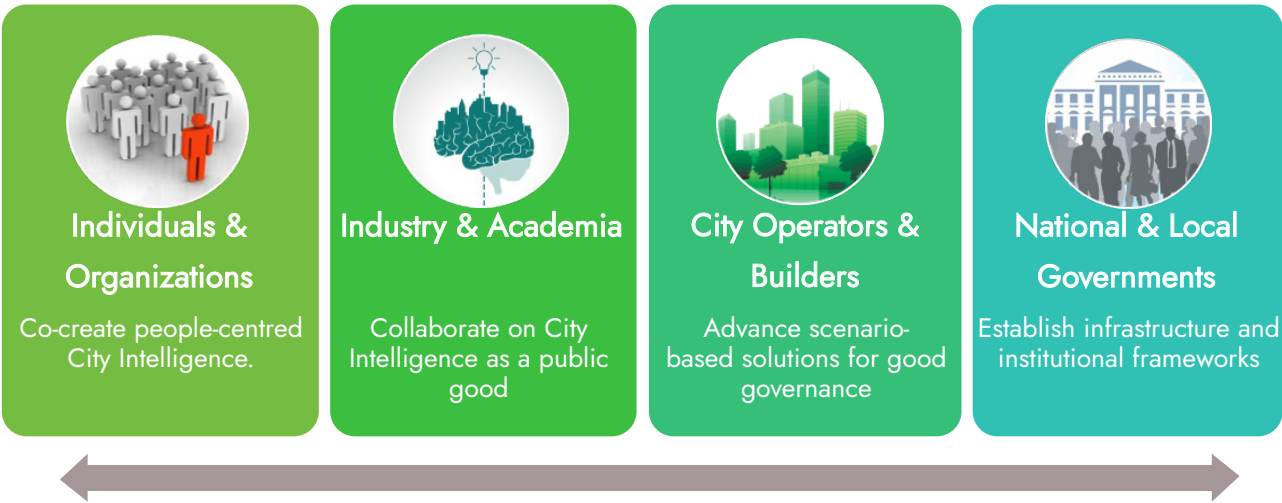 Individuals &
Organizations
Co-create people-centred
City Intelligence.
Industry & Academia
Collaborate on City
Intelligence as a public
good
City Operators &
Builders
Advance scenario-
based solutions for good
governance
National & Local
Governments
Establish infrastructure and
institutional frameworks